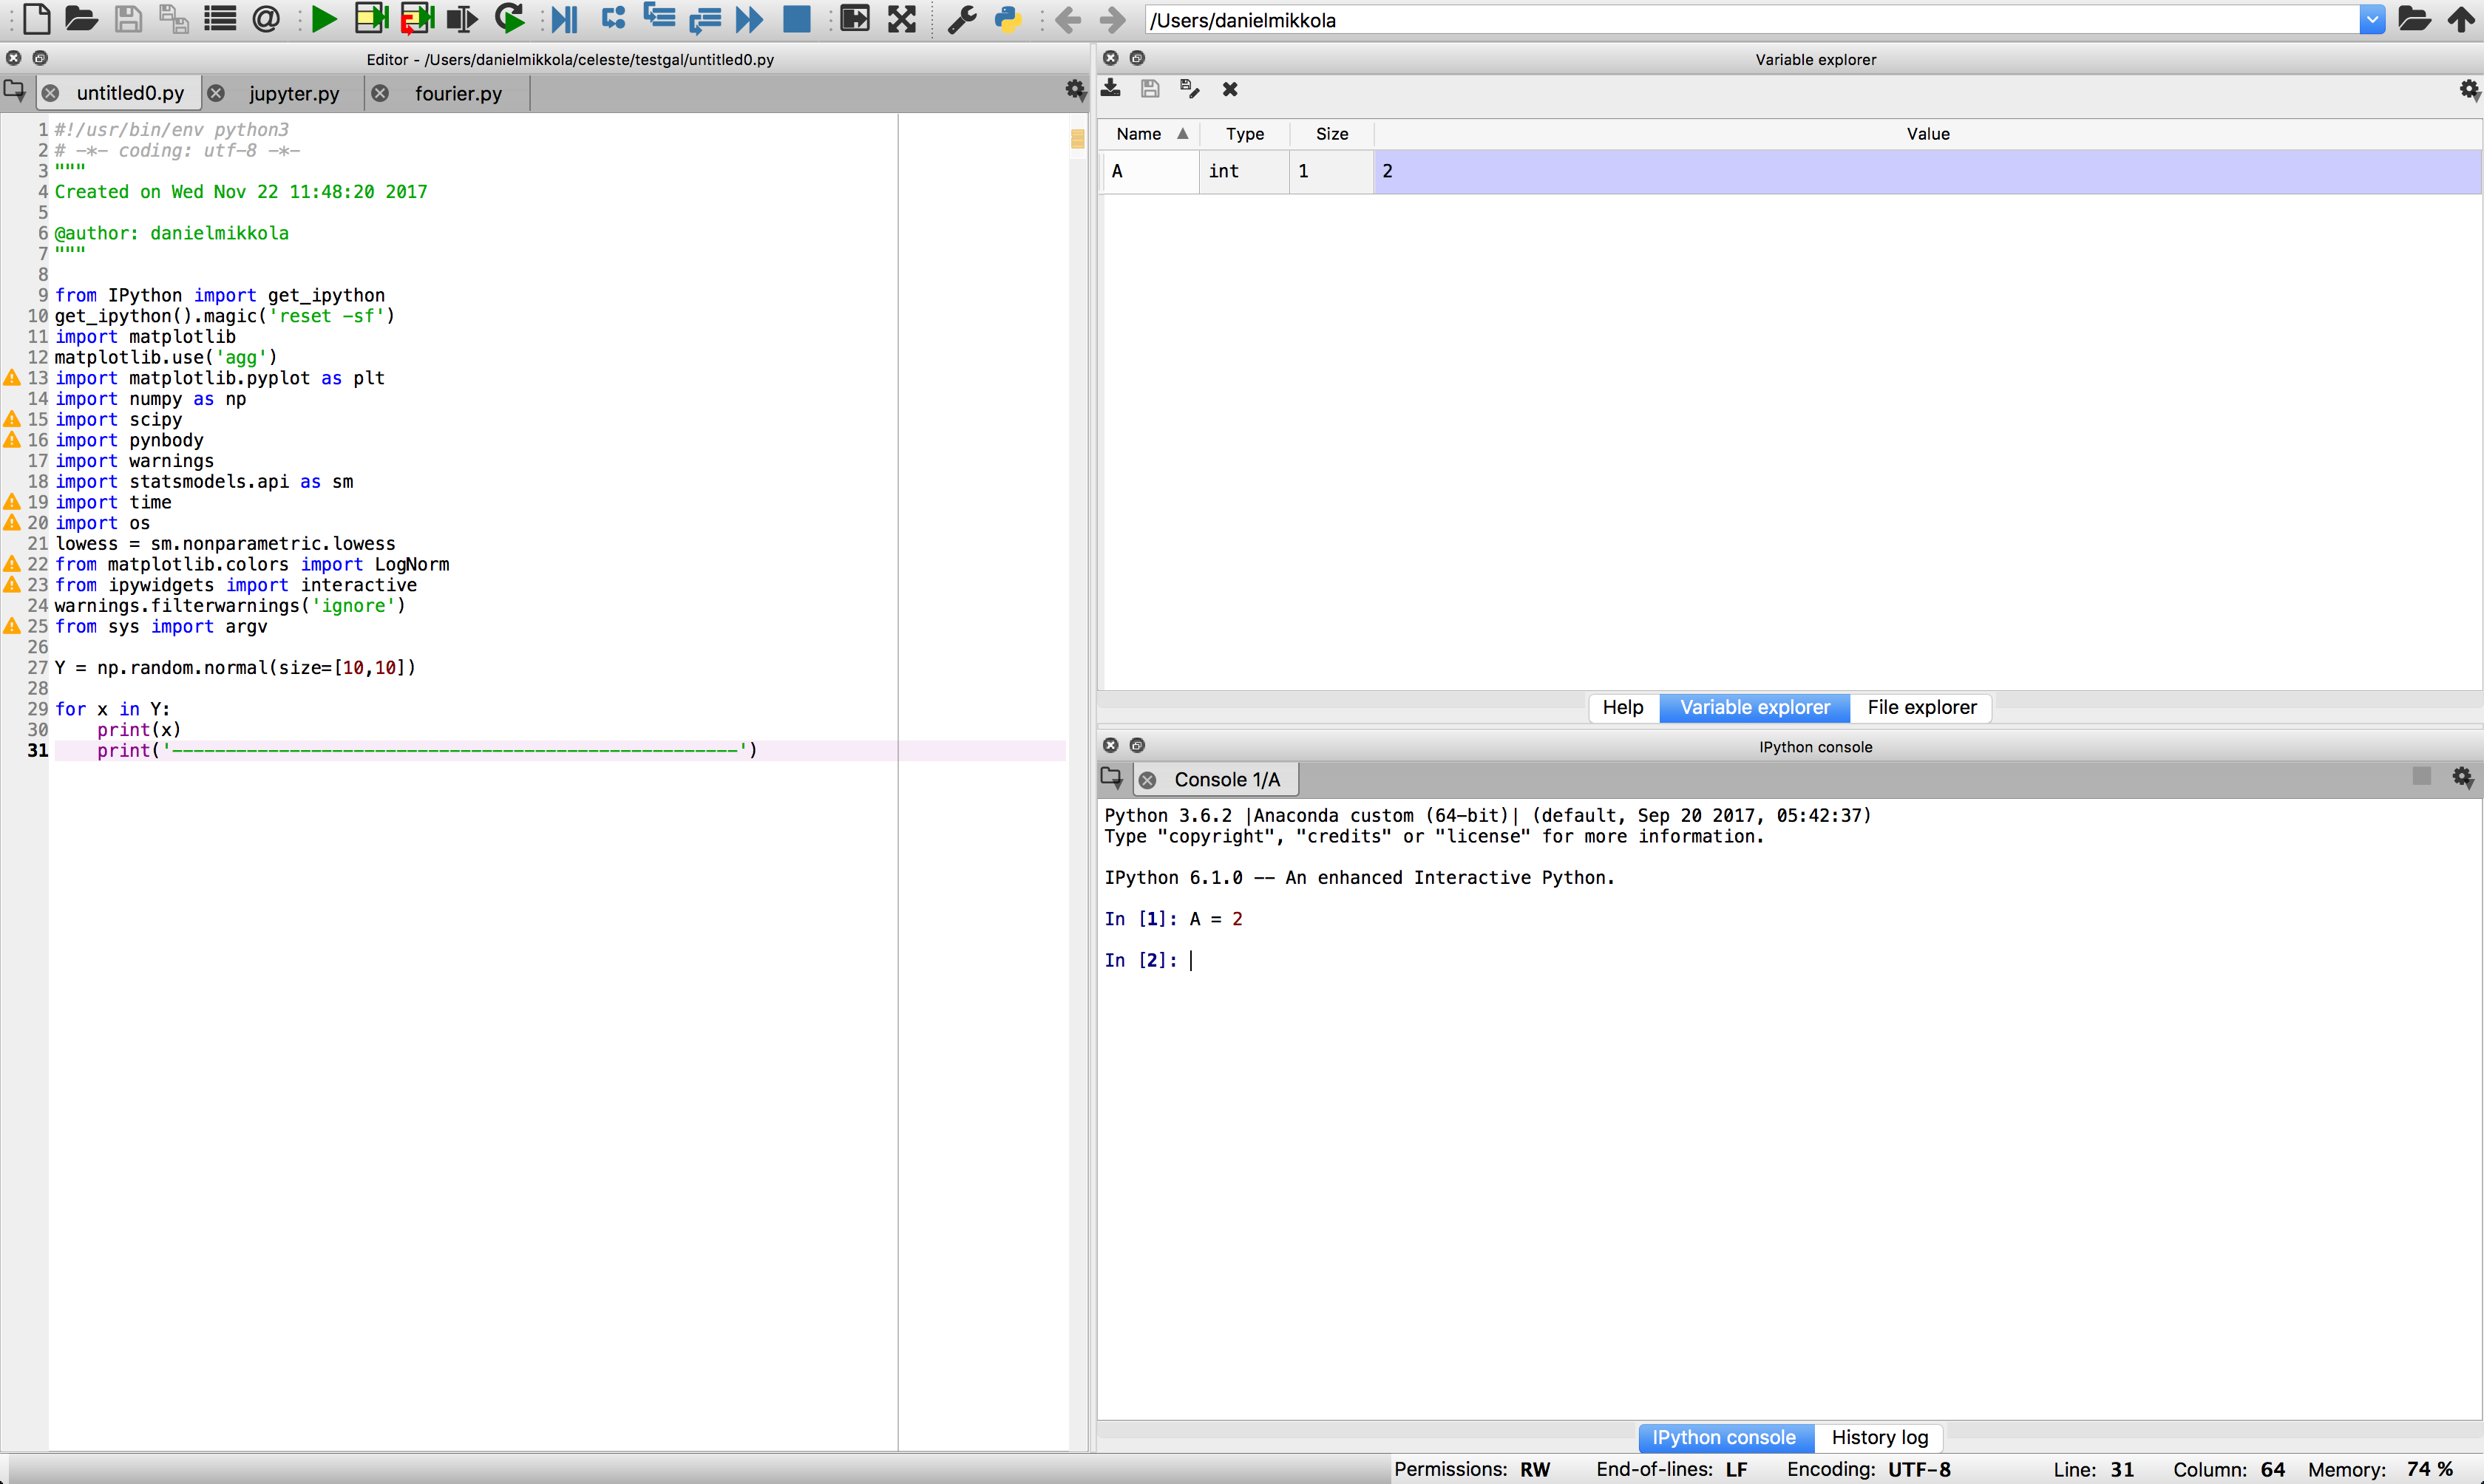 /Users/danielmikkola
Editor - /Users/danielmikkola/celeste/testgal/untitled0.py
untitled0.py
jupyter.py
fourier.py
1 #!/usr/bin/env python3
2 # -*- coding: utf-8 -*-
3 """
4 Created on Wed Nov 22 11:48:20 2017
5
6 @author: danielmikkola
7 """
8
9 from IPython import get_ipython
10 get_ipython().magic('reset -sf')
11 import matplotlib
12 matplotlib.use('agg')
13 import matplotlib.pyplot as plt
14 import numpy as np
15 import scipy
16 import pynbody
17 import warnings
18 import statsmodels.api as sm
19 import time
20 import os
21 lowess = sm.nonparametric.lowess
22 from matplotlib.colors import LogNorm
23 from ipywidgets import interactive
24 warnings.filterwarnings('ignore')
25 from sys import argv
26
27 Y = np.random.normal(size=[10,10])
28
29 for x in Y:
30     print(x)
31     print('-----------------------------------------------------')
Variable explorer
Name Type Size Value
A int 1 2
Help Variable explorer File explorer
IPython console
Console 1/A
Python 3.6.2 |Anaconda custom (64-bit)| (default, Sep 20 2017, 05:42:37)
Type "copyright", "credits" or "license" for more information.
IPython 6.1.0 -- An enhanced Interactive Python.
In [1]: A = 2
In [2]:
IPython console History log
Permissions: RW End-of-lines: LF Encoding: UTF-8 Line: 31 Column: 64 Memory: 74 %